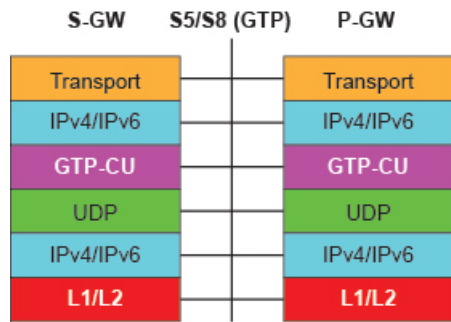 S-GW S5/S8 (GTP) P-GW
Transport Transport
IPv4/IPv6 IPv4/IPv6
GTP-CU GTP-CU
UDP UDP
IPv4/IPv6 IPv4/IPv6
L1/L2 L1/L2